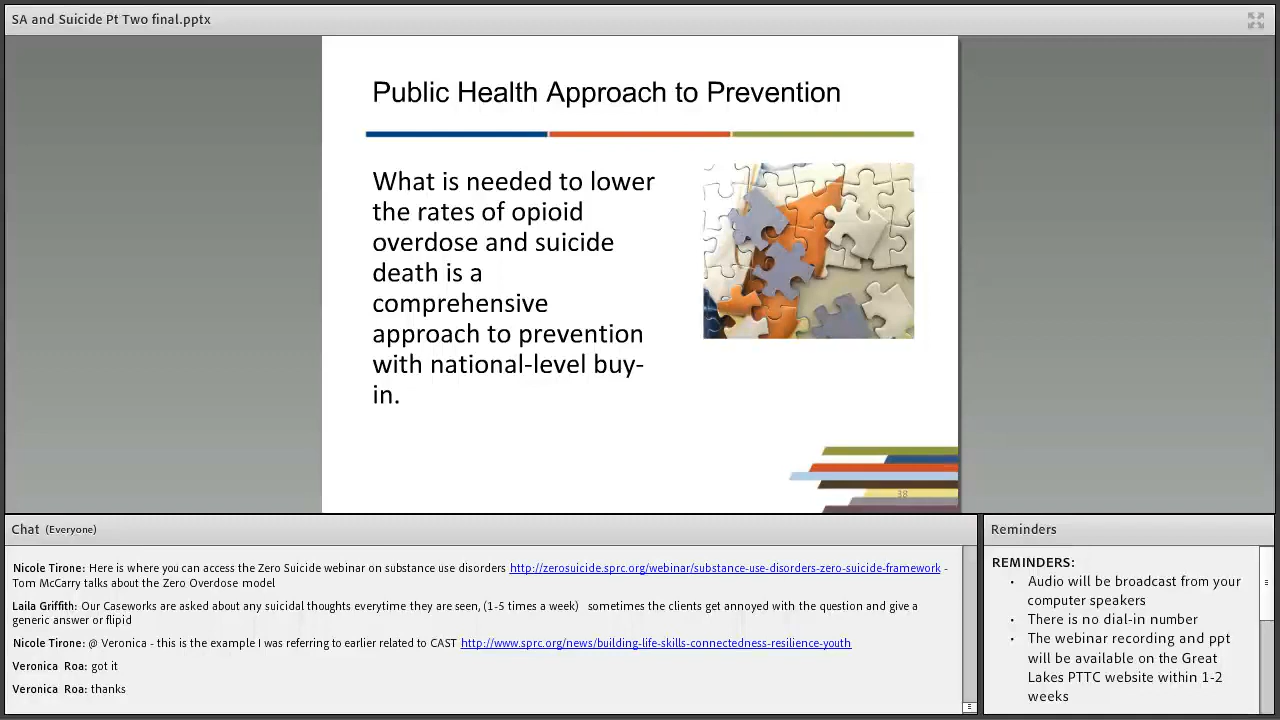 SA and Suicide Pt Two final.pptx
Public Health Approach to Prevention
What is needed to lower
the rates of opioid
overdose and suicide
death is a
comprehensive
approach to prevention
with national-level buy-
in.
38
Chat (Everyone)
Nicole Tirone: Here is where you can access the Zero Suicide webinar on substance use disorders http://zerosuicide.sprc.org/webinar/substance-use-disorders-zero-suicide-framework -
Tom McCarry talks about the Zero Overdose model
Laila Griffith: Our Caseworks are asked about any suicidal thoughts everytime they are seen, (1-5 times a week) sometimes the clients get annoyed with the question and give a
generic answer or flipid
Nicole Tirone: @ Veronica - this is the example I was referring to earlier related to CAST http://www.sprc.org/news/building-life-skills-connectedness-resilience-youth
Veronica Roa: got it
Veronica Roa: thanks
Reminders
REMINDERS:
• Audio will be broadcast from your
computer speakers
• There is no dial-in number
• The webinar recording and ppt
will be available on the Great
Lakes PTTC website within 1-2
weeks